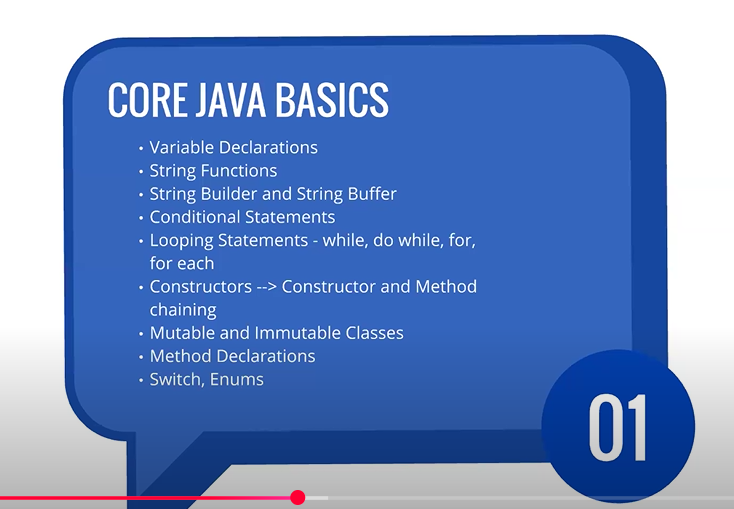 CORE JAVA BASICS
• Variable Declarations
• String Functions
• String Builder and String Buffer
• Conditional Statements
• Looping Statements - while, do while, for,
for each
• Constructors --> Constructor and Method
chaining
• Mutable and Immutable Classes
• Method Declarations
• Switch, Enums
01